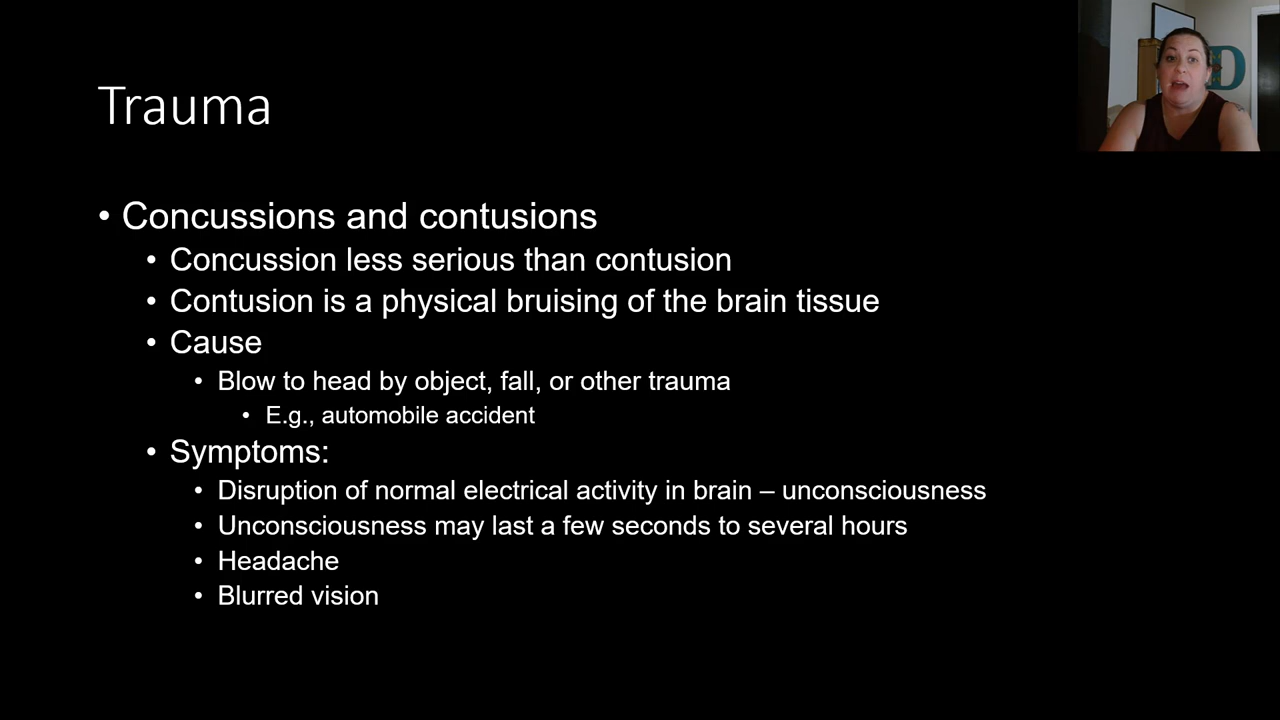 Trauma
• Concussions and contusions
• Concussion less serious than contusion
• Contusion is a physical bruising of the brain tissue
• Cause
• Blow to head by object, fall, or other trauma
• E.g., automobile accident
• Symptoms:
• Disruption of normal electrical activity in brain – unconsciousness
• Unconsciousness may last a few seconds to several hours
• Headache
• Blurred vision
D